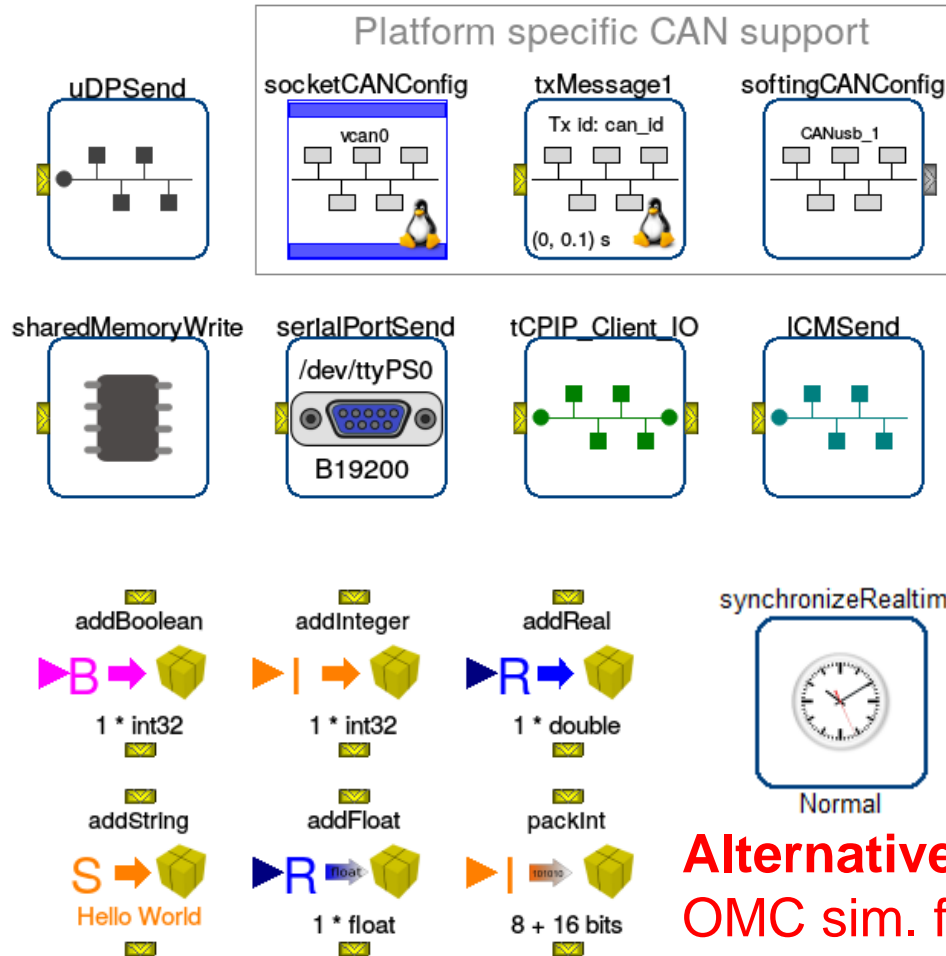 Platform specific CAN support
uDPSend
socketCANConfig
txMessage1
softingCANConfig
vcan0
Tx id: can_id
CANusb_1
(0, 0.1) s
sharedMemoryWrite
serialPortSend
tCPIP_Client_IO
ICMSend
/dev/ttyPS0
B19200
addBoolean
addInteger
addReal
synchronizeRealtim
B
I
R
1 * int32
1 * int32
1 * double
Normal
addString
addFloat
packInt
S
R
float
I
101010
Hello World
1 * float
8 + 16 bits
Alternative
OMC sim. f